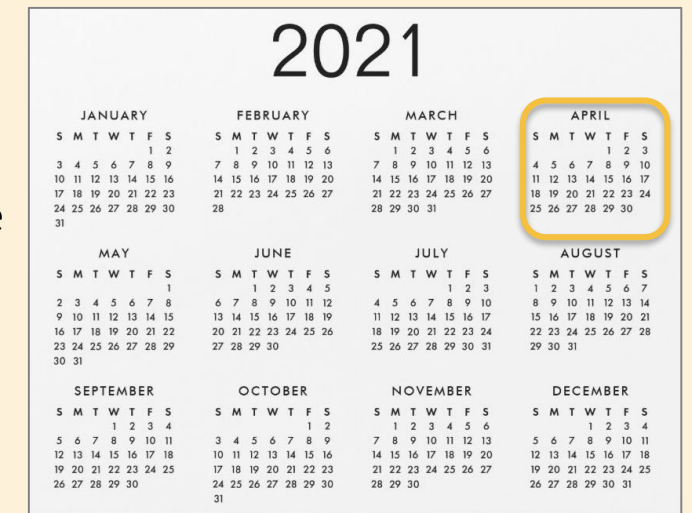 2021
JANUARY
S M T W T F S
1 2
3 4 5 6 7 8 9
10 11 12 13 14 15 16
17 18 19 20 21 22 23
24 25 26 27 28 29 30
31
FEBRUARY
S M T W T F S
1 2 3 4 5 6
7 8 9 10 11 12 13
14 15 16 17 18 19 20
21 22 23 24 25 26 27
28
MARCH
S M T W T F S
1 2 3 4 5 6
7 8 9 10 11 12 13
14 15 16 17 18 19 20
21 22 23 24 25 26 27
28 29 30 31
APRIL
S M T W T F S
1 2 3
4 5 6 7 8 9 10
11 12 13 14 15 16 17
18 19 20 21 22 23 24
25 26 27 28 29 30
e
MAY
S M T W T F S
1
2 3 4 5 6 7 8
9 10 11 12 13 14 15
16 17 18 19 20 21 22
23 24 25 26 27 28 29
30 31
JUNE
S M T W T F S
1 2 3 4 5
6 7 8 9 10 11 12
13 14 15 16 17 18 19
20 21 22 23 24 25 26
27 28 29 30
JULY
S M T W T F S
1 2 3
4 5 6 7 8 9 10
11 12 13 14 15 16 17
18 19 20 21 22 23 24
25 26 27 28 29 30 31
AUGUST
S M T W T F S
1 2 3 4 5 6 7
8 9 10 11 12 13 14
15 16 17 18 19 20 21
22 23 24 25 26 27 28
29 30 31
SEPTEMBER
S M T W T F S
1 2 3 4
5 6 7 8 9 10 11
12 13 14 15 16 17 18
19 20 21 22 23 24 25
26 27 28 29 30
OCTOBER
S M T W T F S
1 2
3 4 5 6 7 8 9
10 11 12 13 14 15 16
17 18 19 20 21 22 23
24 25 26 27 28 29 30
31
NOVEMBER
S M T W T F S
1 2 3 4 5 6
7 8 9 10 11 12 13
14 15 16 17 18 19 20
21 22 23 24 25 26 27
28 29 30
DECEMBER
S M T W T F S
1 2 3 4
5 6 7 8 9 10 11
12 13 14 15 16 17 18
19 20 21 22 23 24 25
26 27 28 29 30 31